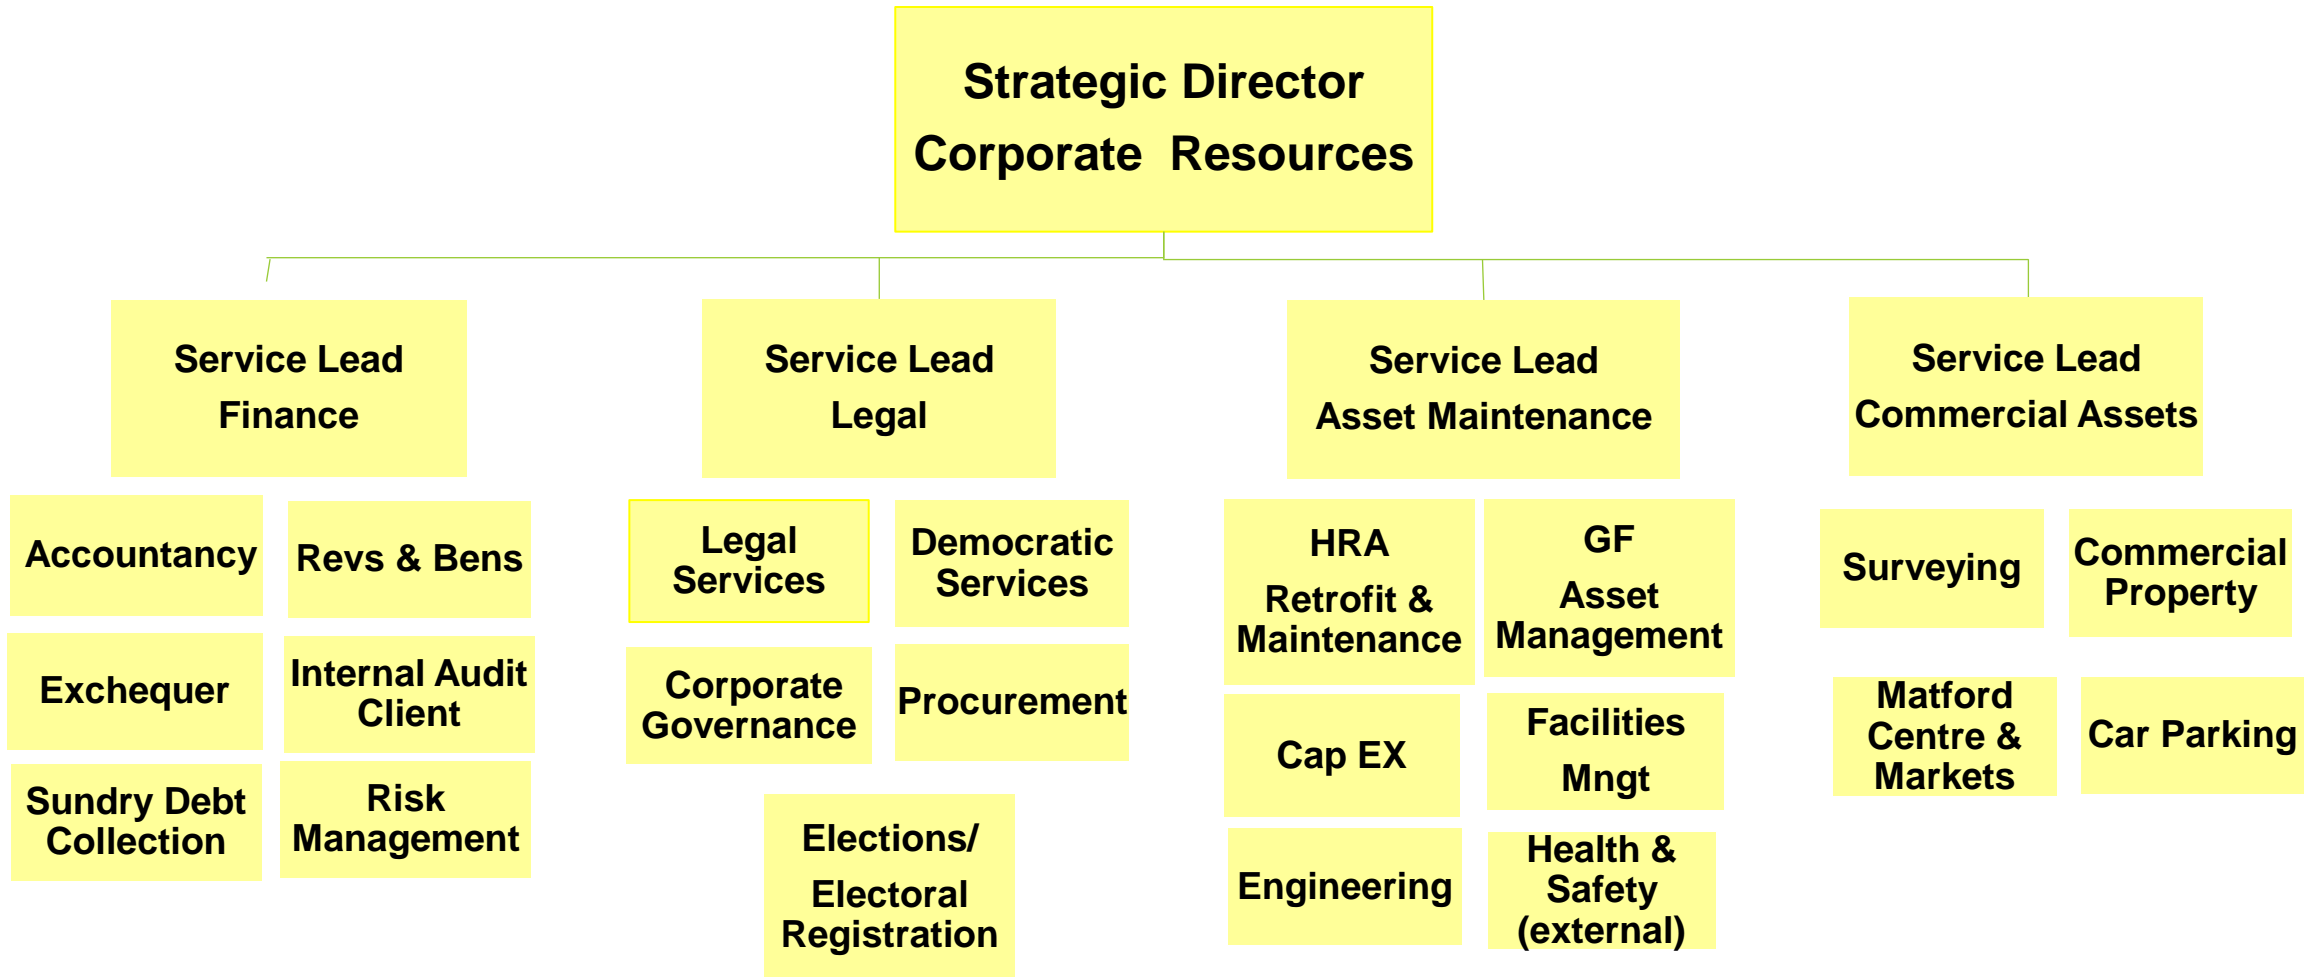 Strategic Director
Corporate Resources
Service Lead
Finance
Service Lead
Legal
Service Lead
Asset Maintenance
Service Lead
Commercial Assets
Accountancy
Revs & Bens
Exchequer
Internal Audit
Client
Sundry Debt
Collection
Risk
Management
Legal
Services
Democratic
Services
Corporate
Governance
Procurement
Elections/
Electoral
Registration
HRA
Retrofit &
Maintenance
GF
Asset
Management
Cap EX
Facilities
Mngt
Engineering
Health &
Safety
(external)
Surveying
Commercial
Property
Matford
Centre &
Markets
Car Parking